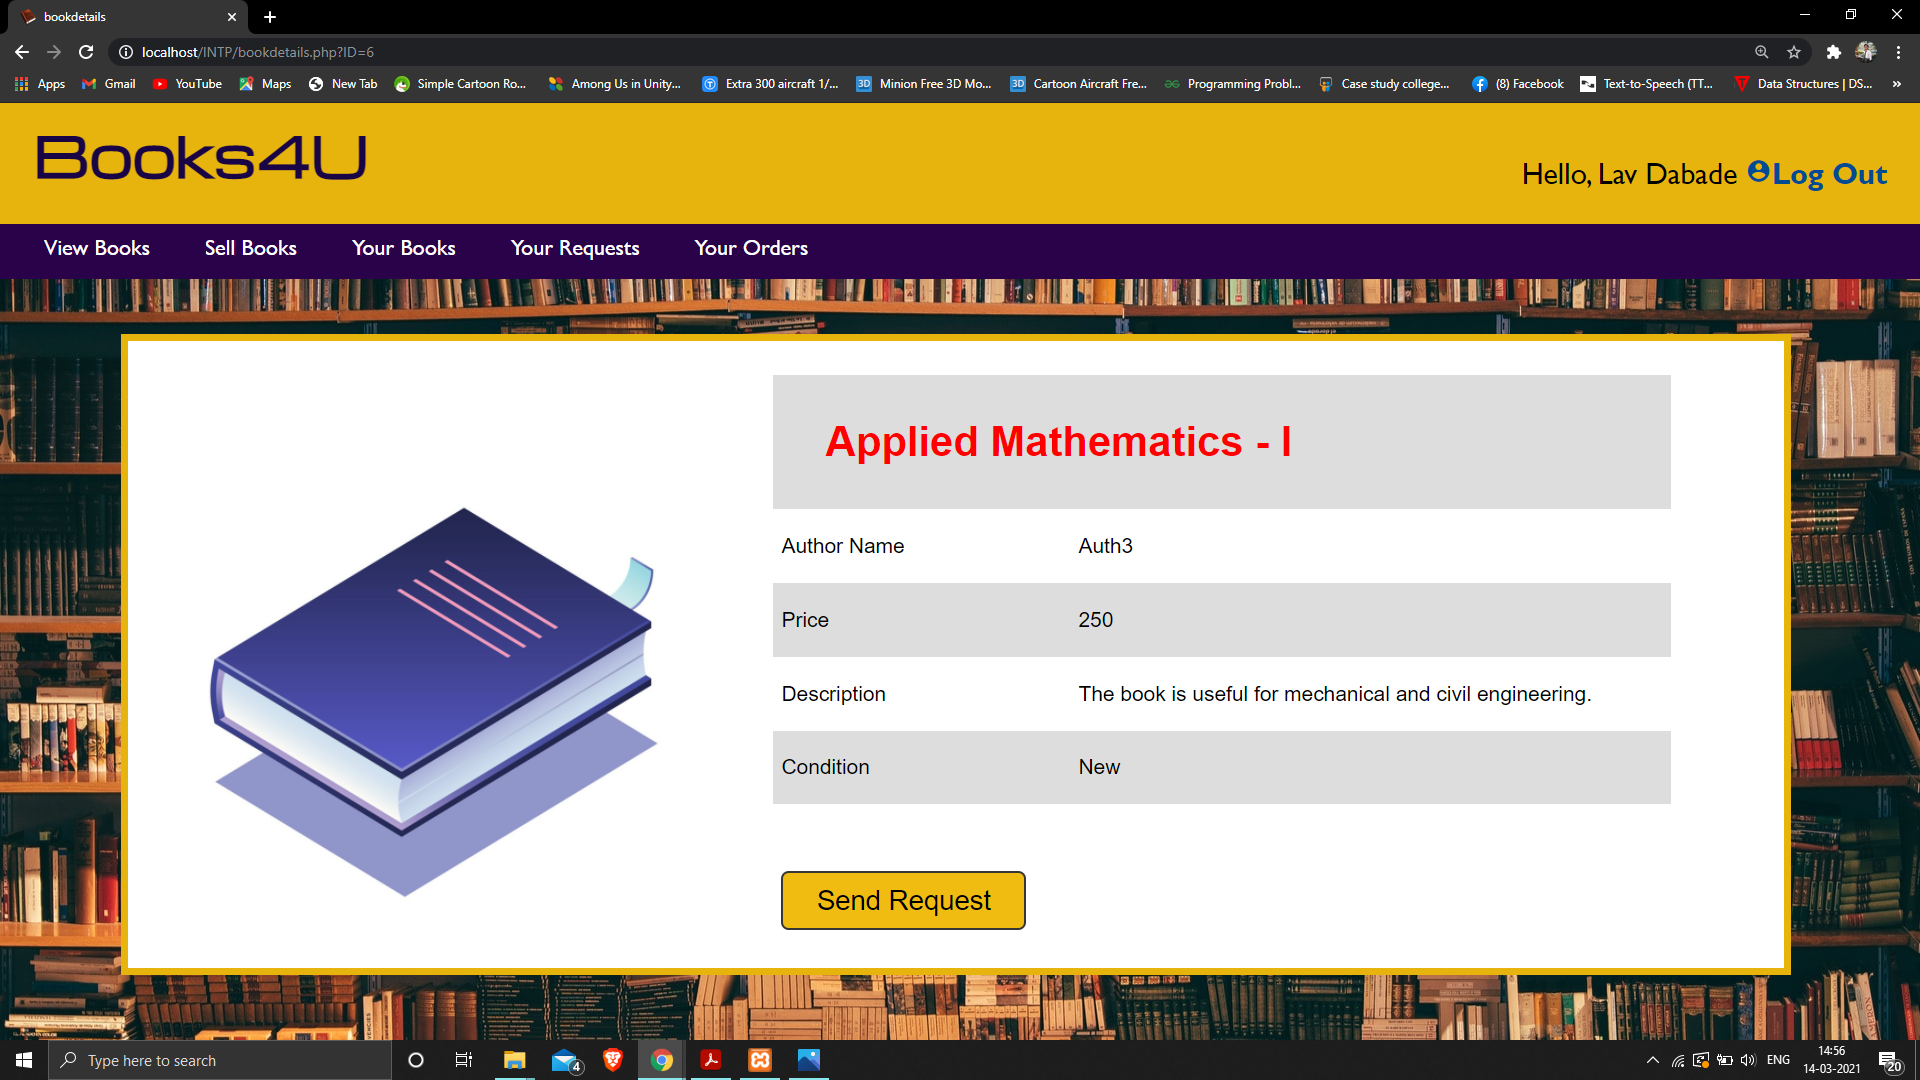 bookdetails
localhost/INTP/bookdetails.php?ID=6
Apps Gmail YouTube Maps New Tab Simple Cartoon Ro... Among Us in Unity... Extra 300 aircraft 1/... 3D Minion Free 3D Mo... 3D Cartoon Aircraft Fre... Programming Probl... Case study college... (8) Facebook Text-to-Speech (TT... Data Structures | DS... »
Books4U
Hello, Lav Dabade Log Out
View Books Sell Books Your Books Your Requests Your Orders
Applied Mathematics - I
Author Name Auth3
Price 250
Description The book is useful for mechanical and civil engineering.
Condition New
Send Request
Type here to search
4
ENG
14:56
14-03-2021
20